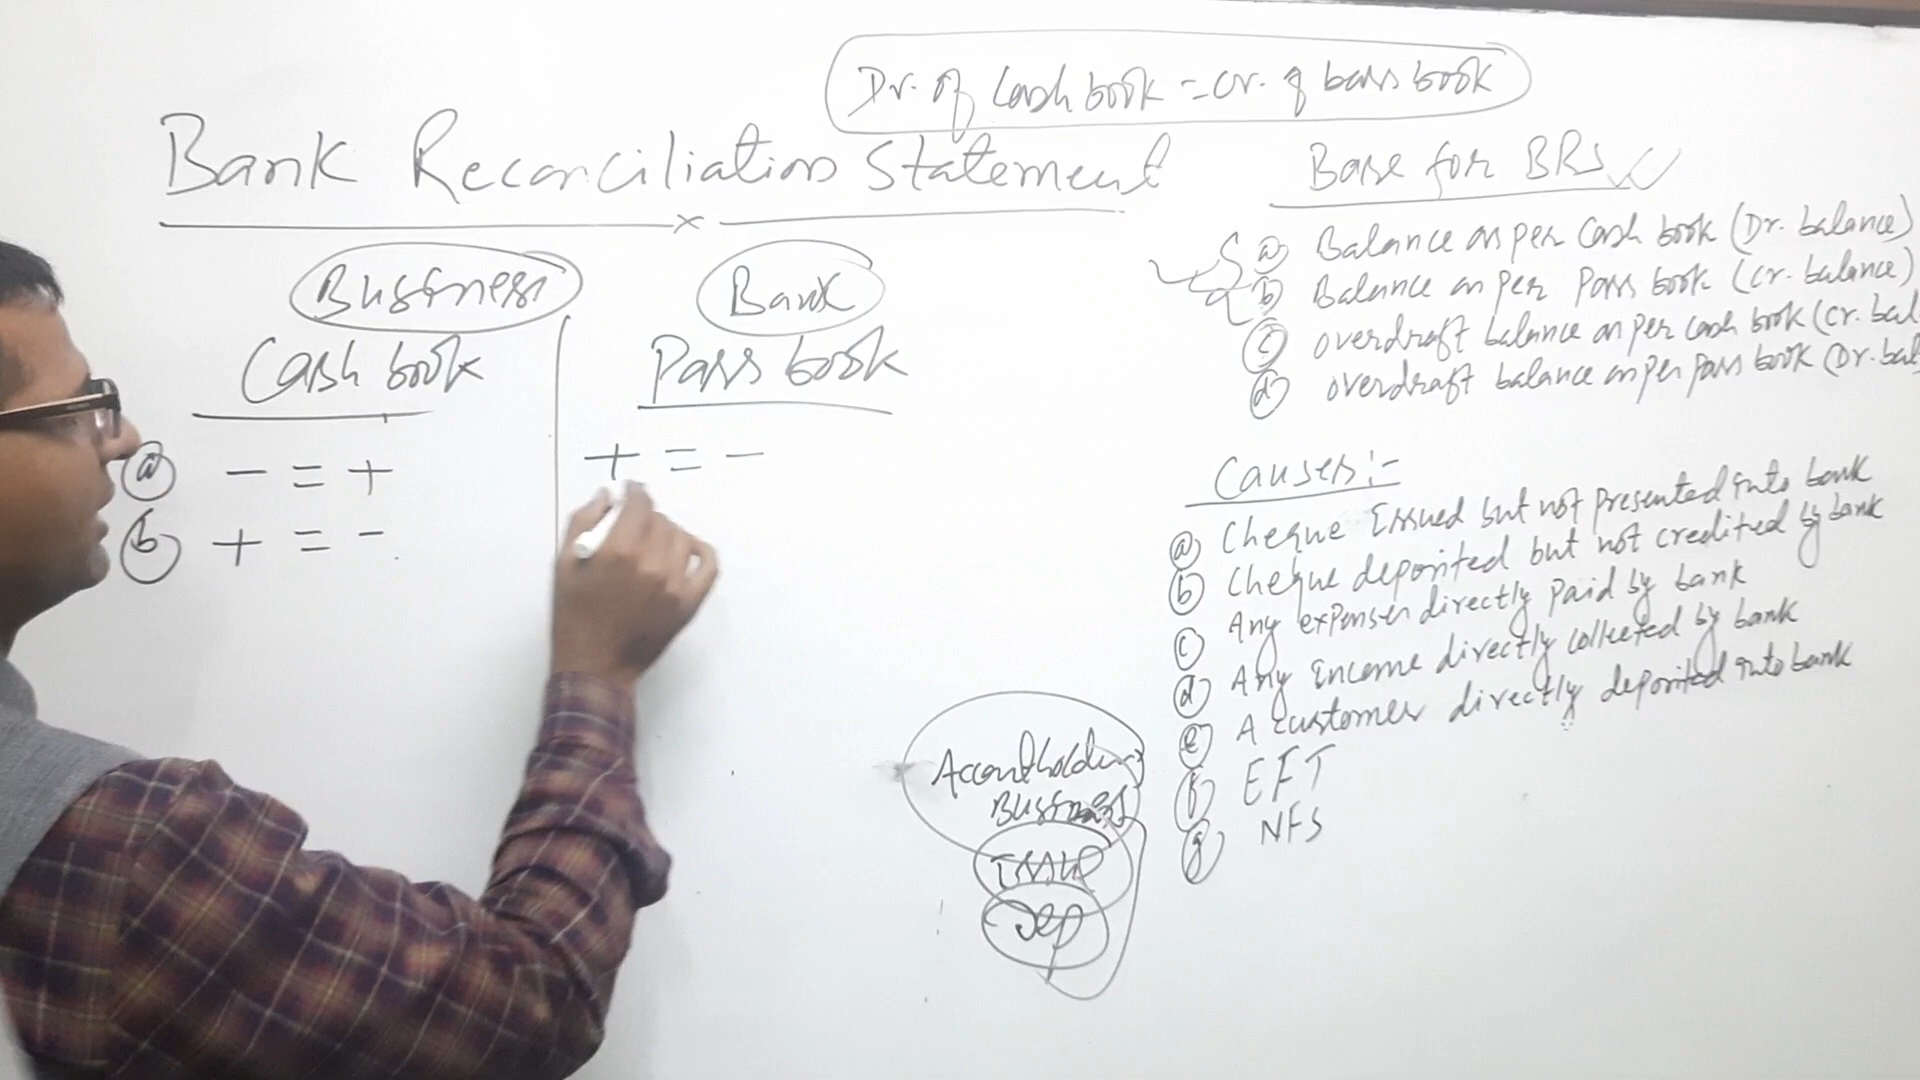 Dr. of Cash book = cr. of pass book
Bank Reconciliation Statement
Business
Bank
Cash book
Pass book
(a) - = +
+ = -
(b) + = -
Base for BRS
(a) Balance as per Cash book (Dr. balance)
(b) Balance as per Pass book (cr. balance)
(c) overdraft balance as per cash book (cr. bal
(d) overdraft balance as per pass book (Dr. bal
Causes:-
(a) Cheque Issued but not presented into bank
(b) Cheque deposited but not credited by bank
(c) Any expenses directly paid by bank
(d) Any Income directly collected by bank
(e) A customer directly deposited into bank
(f) EFT
(g) NFS
Accountholder
Business
Issue
Dep